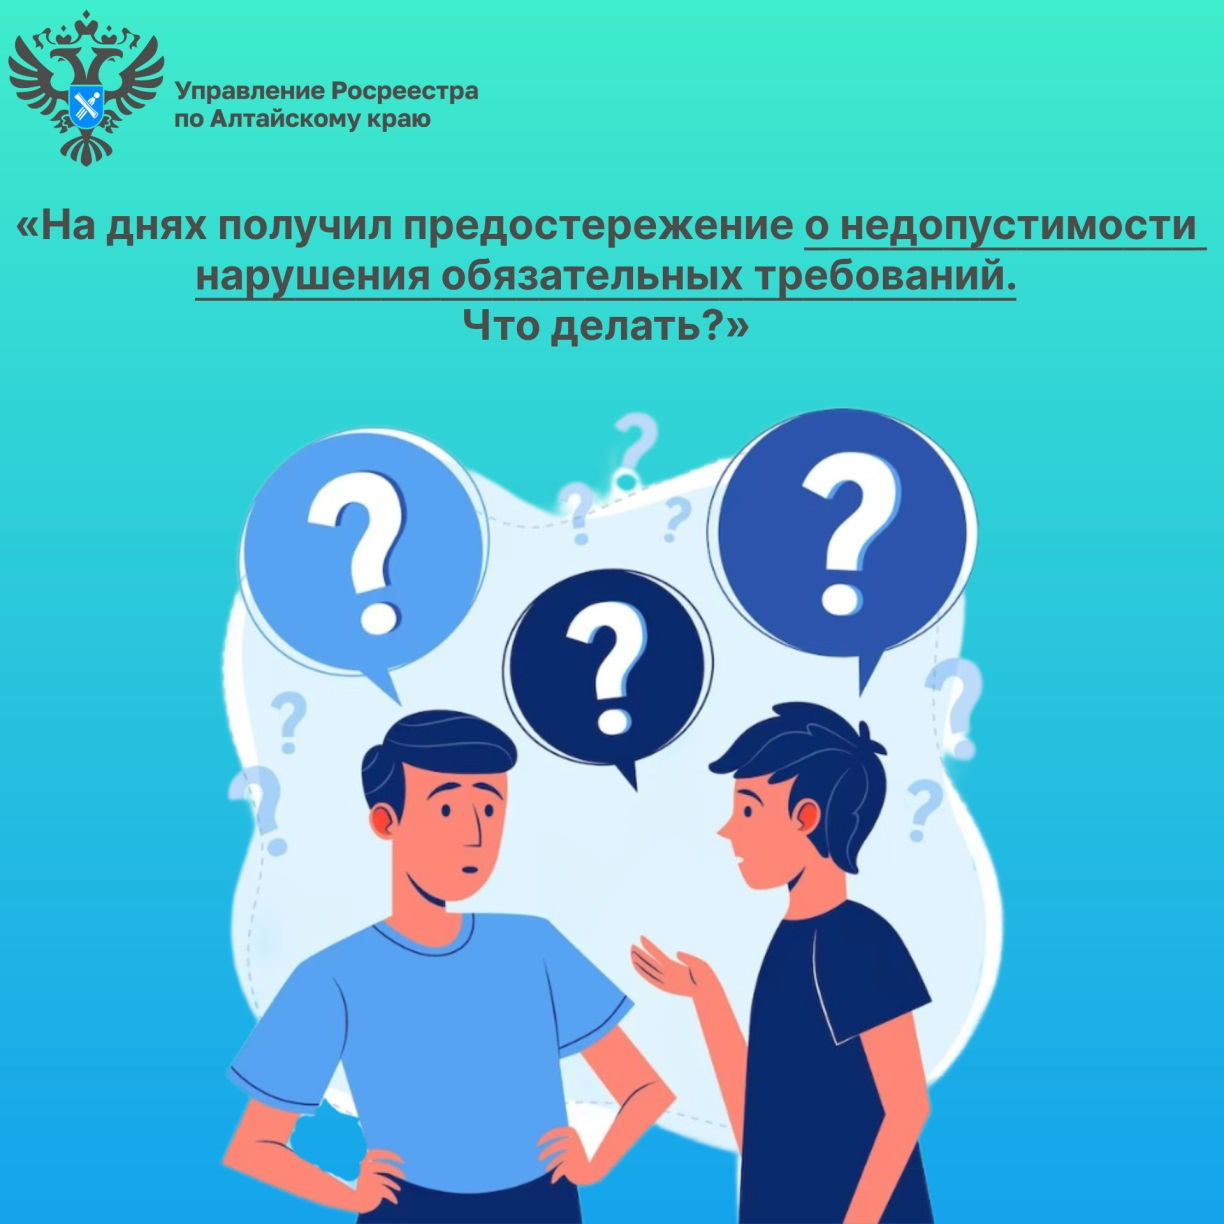 Управление Росреестра
по Алтайскому краю
«На днях получил предостережение о недопустимости
нарушения обязательных требований.
Что делать?»
?
?
?
?
?
?
?
?
?
?